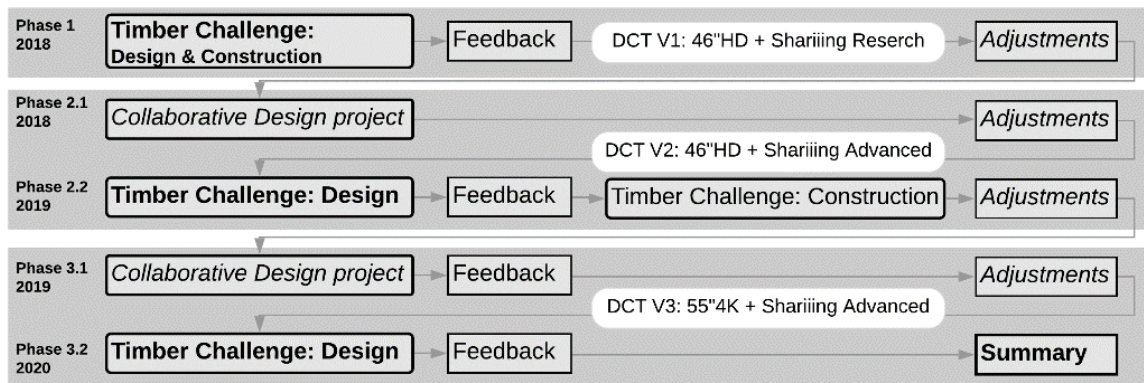 Phase 1
2018
Timber Challenge:
Design & Construction
Feedback
DCT V1: 46"HD + Shariiing Reserch
Adjustments
Phase 2.1
2018
Collaborative Design project
Adjustments
DCT V2: 46"HD + Shariiing Advanced
Phase 2.2
2019
Timber Challenge: Design
Feedback
Timber Challenge: Construction
Adjustments
Phase 3.1
2019
Collaborative Design project
Feedback
Adjustments
DCT V3: 55"4K + Shariiing Advanced
Phase 3.2
2020
Timber Challenge: Design
Feedback
Summary